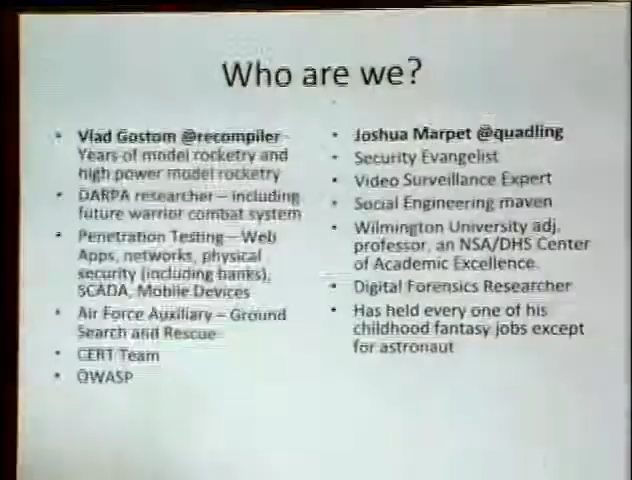 Who are we?
• Vlad Gostom @recompiler -
Years of model rocketry and
high power model rocketry
• DARPA researcher – including
future warrior combat system
• Penetration Testing – Web
Apps, networks, physical
security (including banks),
SCADA, Mobile Devices
• Air Force Auxiliary – Ground
Search and Rescue
• CERT Team
• OWASP
• Joshua Marpet @quadling
• Security Evangelist
• Video Surveillance Expert
• Social Engineering maven
• Wilmington University adj.
professor, an NSA/DHS Center
of Academic Excellence.
• Digital Forensics Researcher
• Has held every one of his
childhood fantasy jobs except
for astronaut